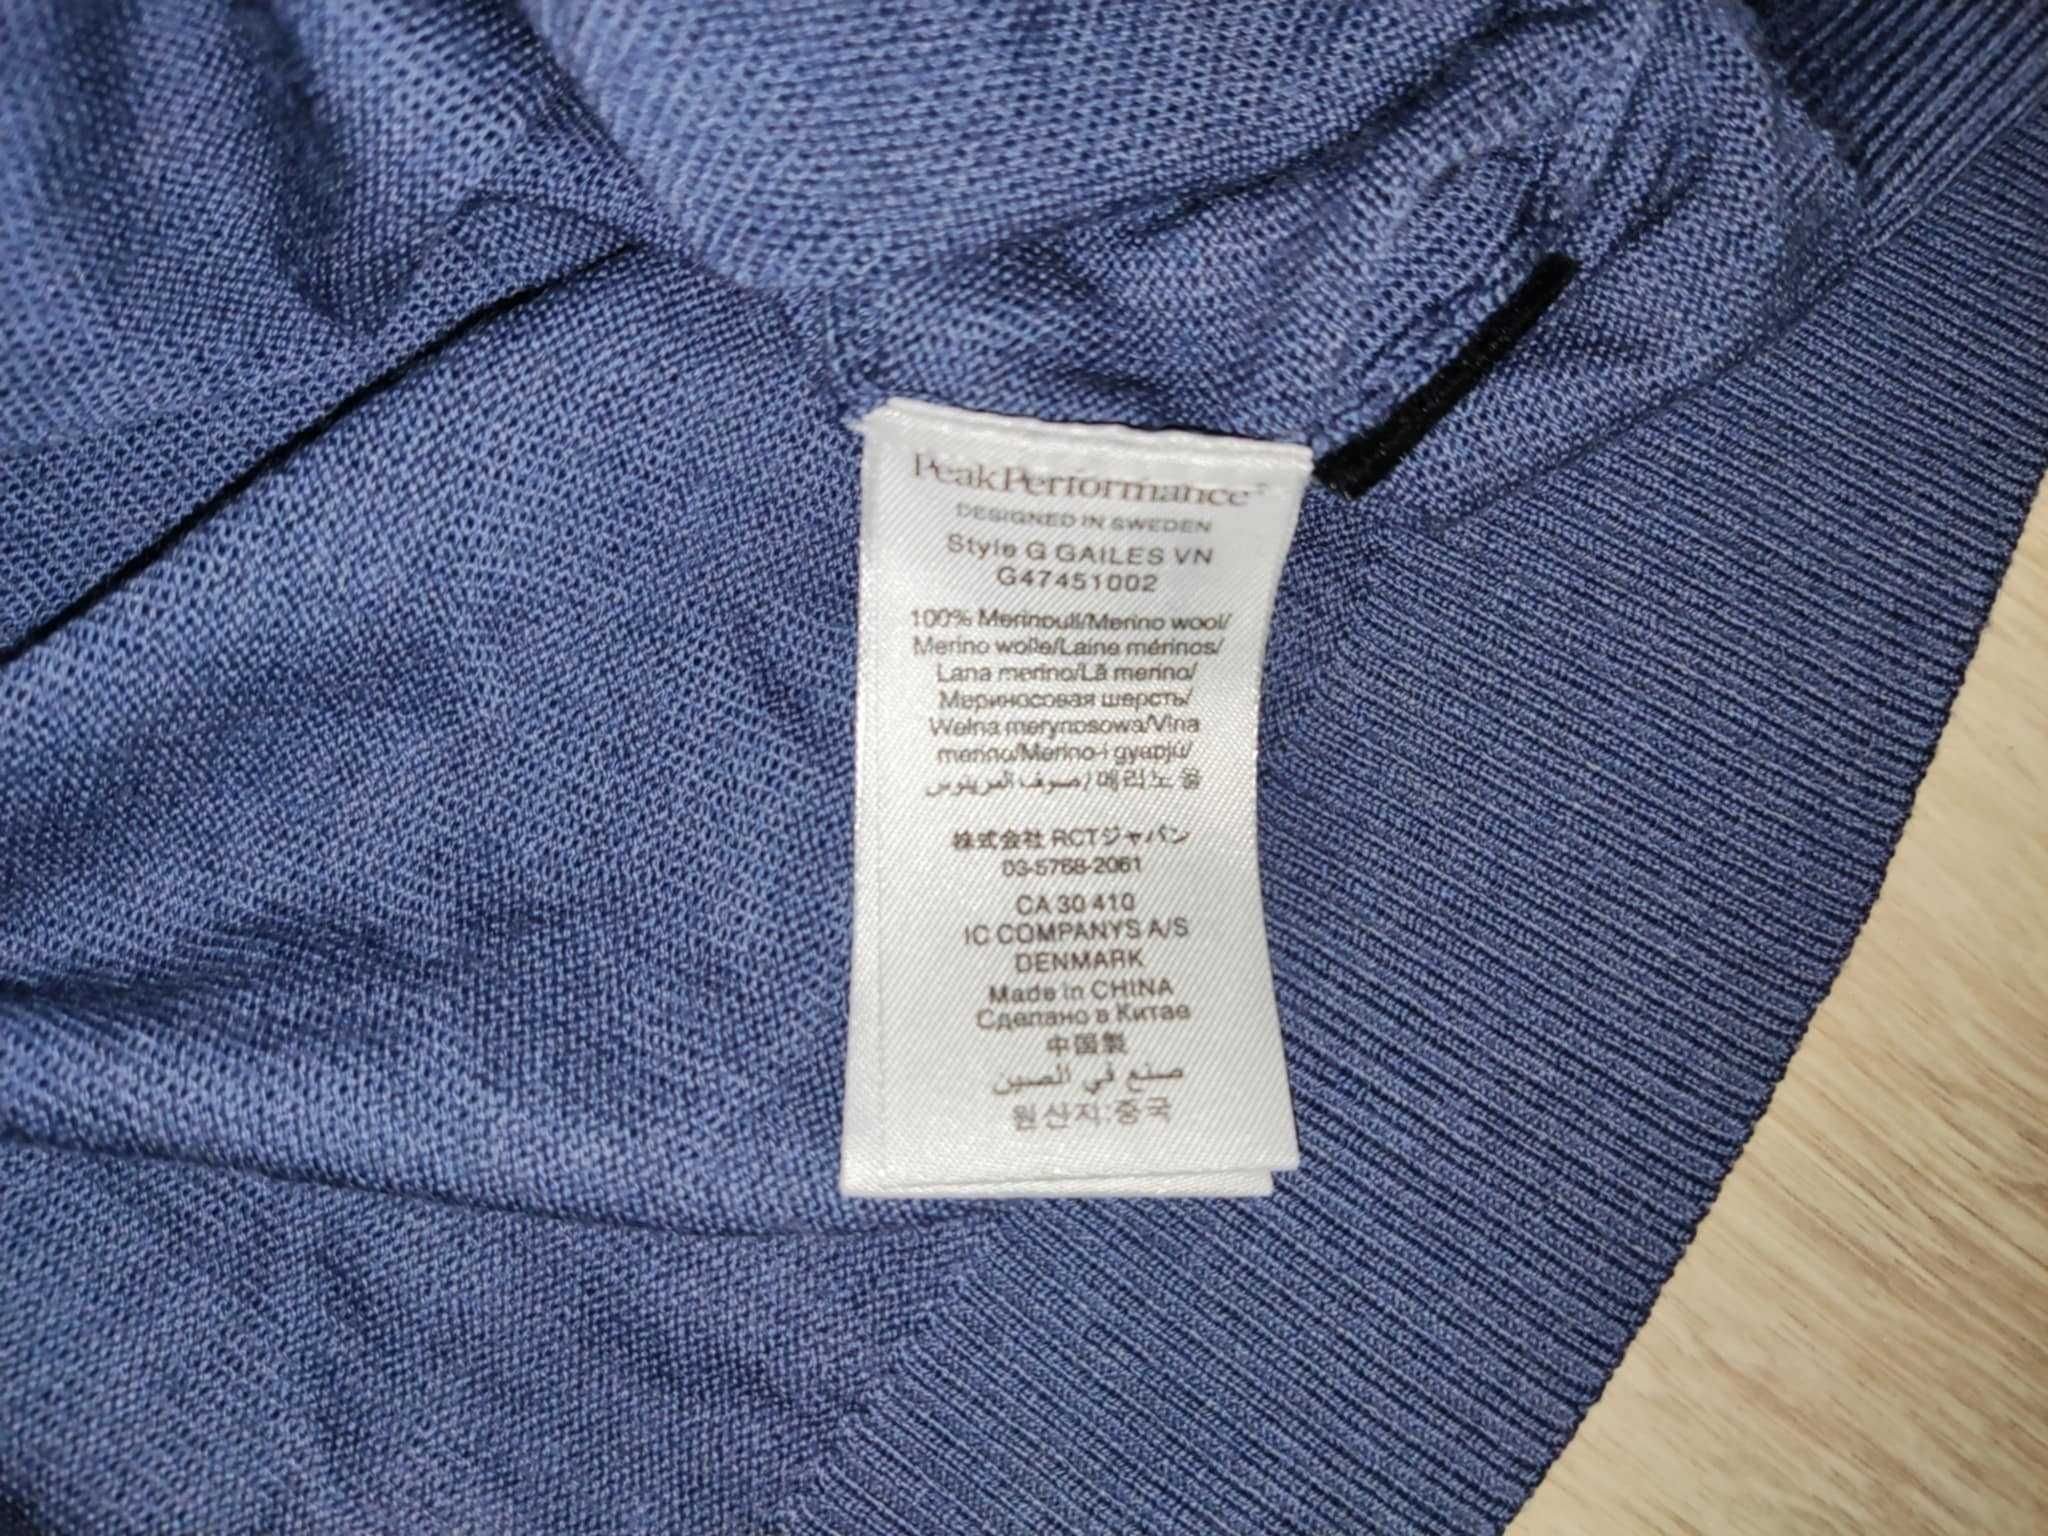 PeakPerformance
DESIGNED IN SWEDEN
Style G GAILES VN
G47451002
100% Merinoull/Merino wool/
Merino wolle/Laine mérinos/
Lana merino/Lã merino/
Мериносовая шерсть/
Wełna merynosowa/Vlna
merino/Merino-i gyapjú/
صوف المرينوس/메리노 울
株式会社 RCTジャパン
03-5768-2061
CA 30 410
IC COMPANYS A/S
DENMARK
Made in CHINA
Сделано в Китае
中国製
صنع في الصين
원산지:중국